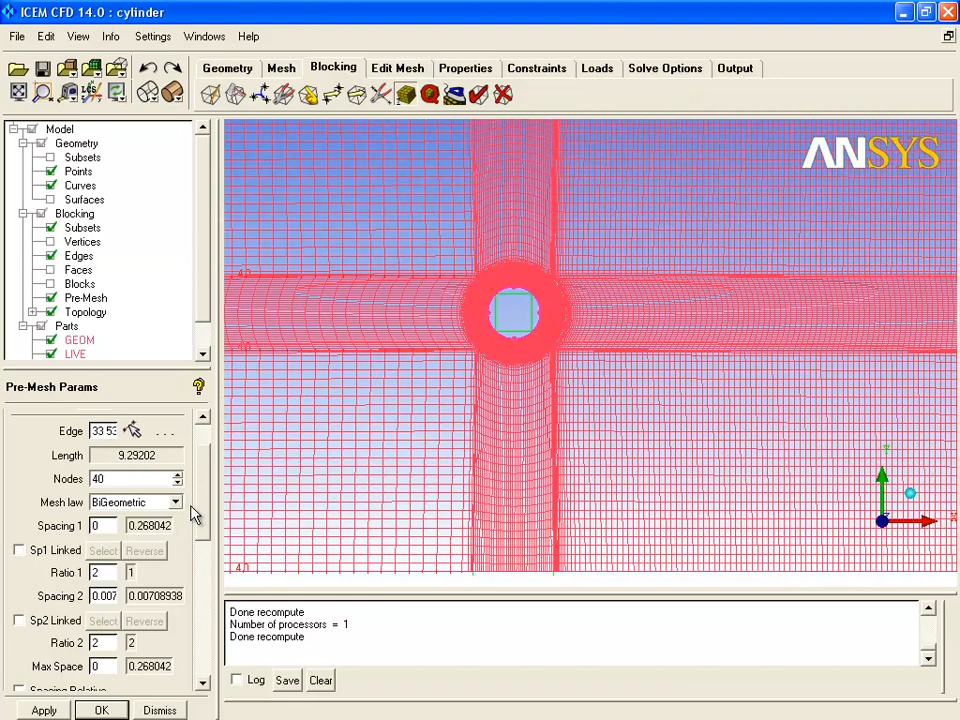 ICEM CFD 14.0 : cylinder
File Edit View Info Settings Windows Help
Geometry Mesh Blocking Edit Mesh Properties Constraints Loads Solve Options Output
Model
Geometry
Subsets
Points
Curves
Surfaces
Blocking
Subsets
Vertices
Edges
Faces
Blocks
Pre-Mesh
Topology
Parts
GEOM
LIVE
ANSYS
Pre-Mesh Params
Edge 33 53
Length 9.29202
Nodes 40
Mesh law BiGeometric
Spacing 1 0 0.268042
Sp1 Linked Select Reverse
Ratio 1 2 1
Spacing 2 0.007 0.00708938
Sp2 Linked Select Reverse
Ratio 2 2 2
Max Space 0 0.268042
Spacing Relative
Apply OK Dismiss
Y
X
Done recompute
Number of processors = 1
Done recompute
Log Save Clear